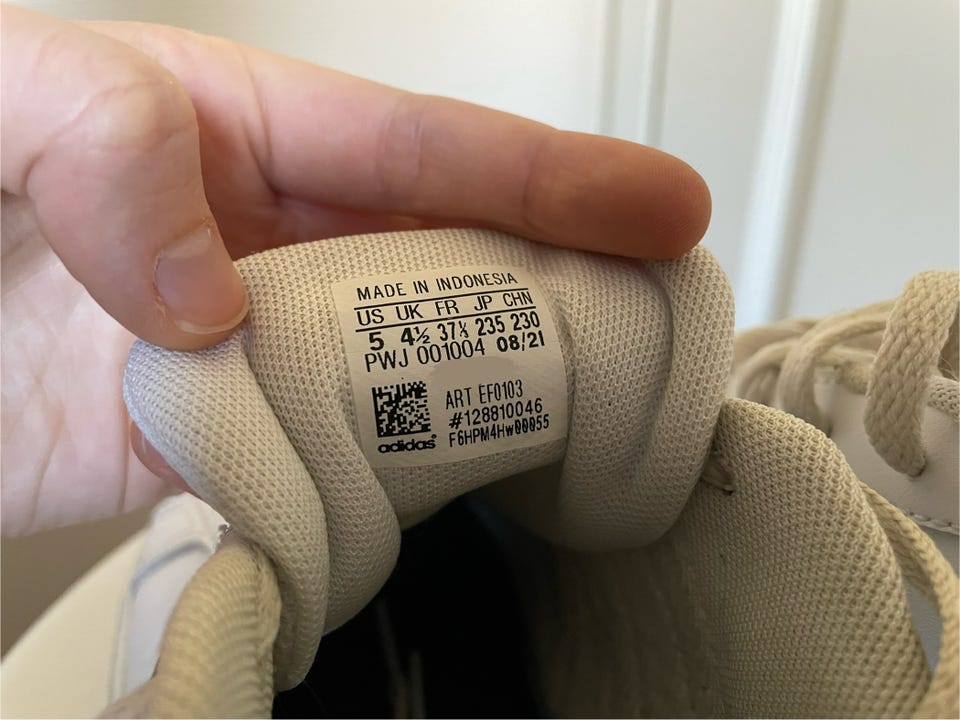 MADE IN INDONESIA
US UK FR JP CHN
5 4½ 37⅓ 235 230
PWJ 001004 08/21
ART EF0103
#128810046
F6HPM4Hw00055
adidas®